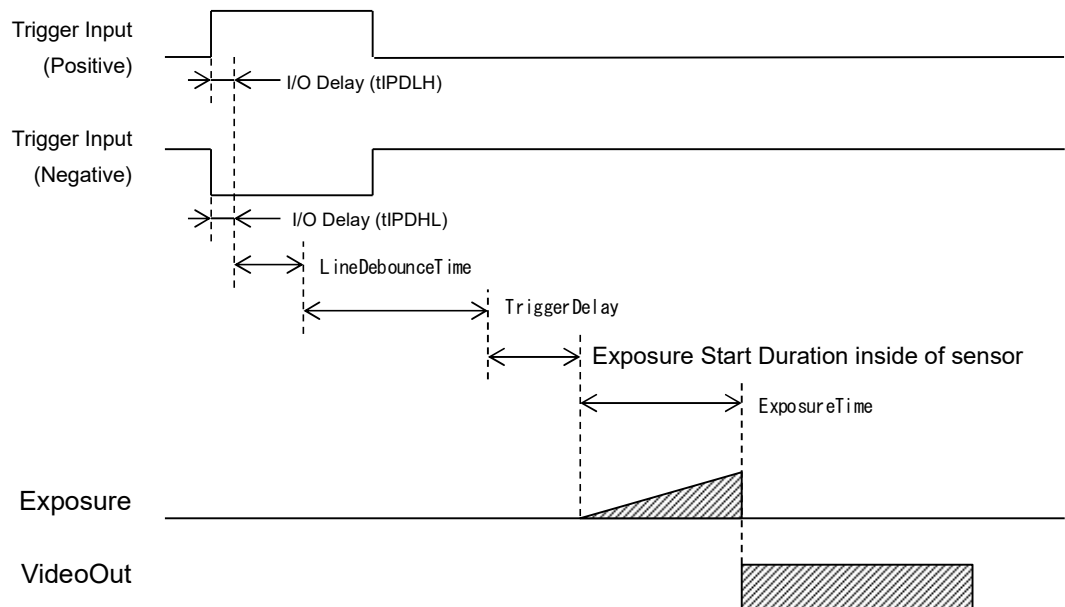 Trigger Input
(Positive)
I/O Delay (tIPDLH)
Trigger Input
(Negative)
I/O Delay (tIPDHL)
LineDebounceTime
TriggerDelay
Exposure Start Duration inside of sensor
ExposureTime
Exposure
VideoOut